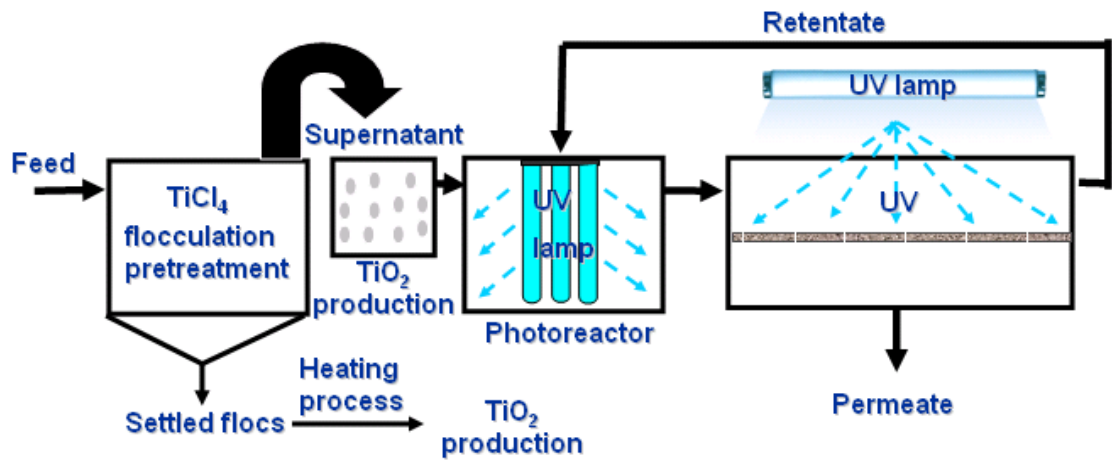 Retentate
UV lamp
Supernatant
Feed
TiCl₄
flocculation
pretreatment
UV
lamp
UV
TiO₂
production
Photoreactor
Heating
process
Settled flocs
TiO₂
production
Permeate